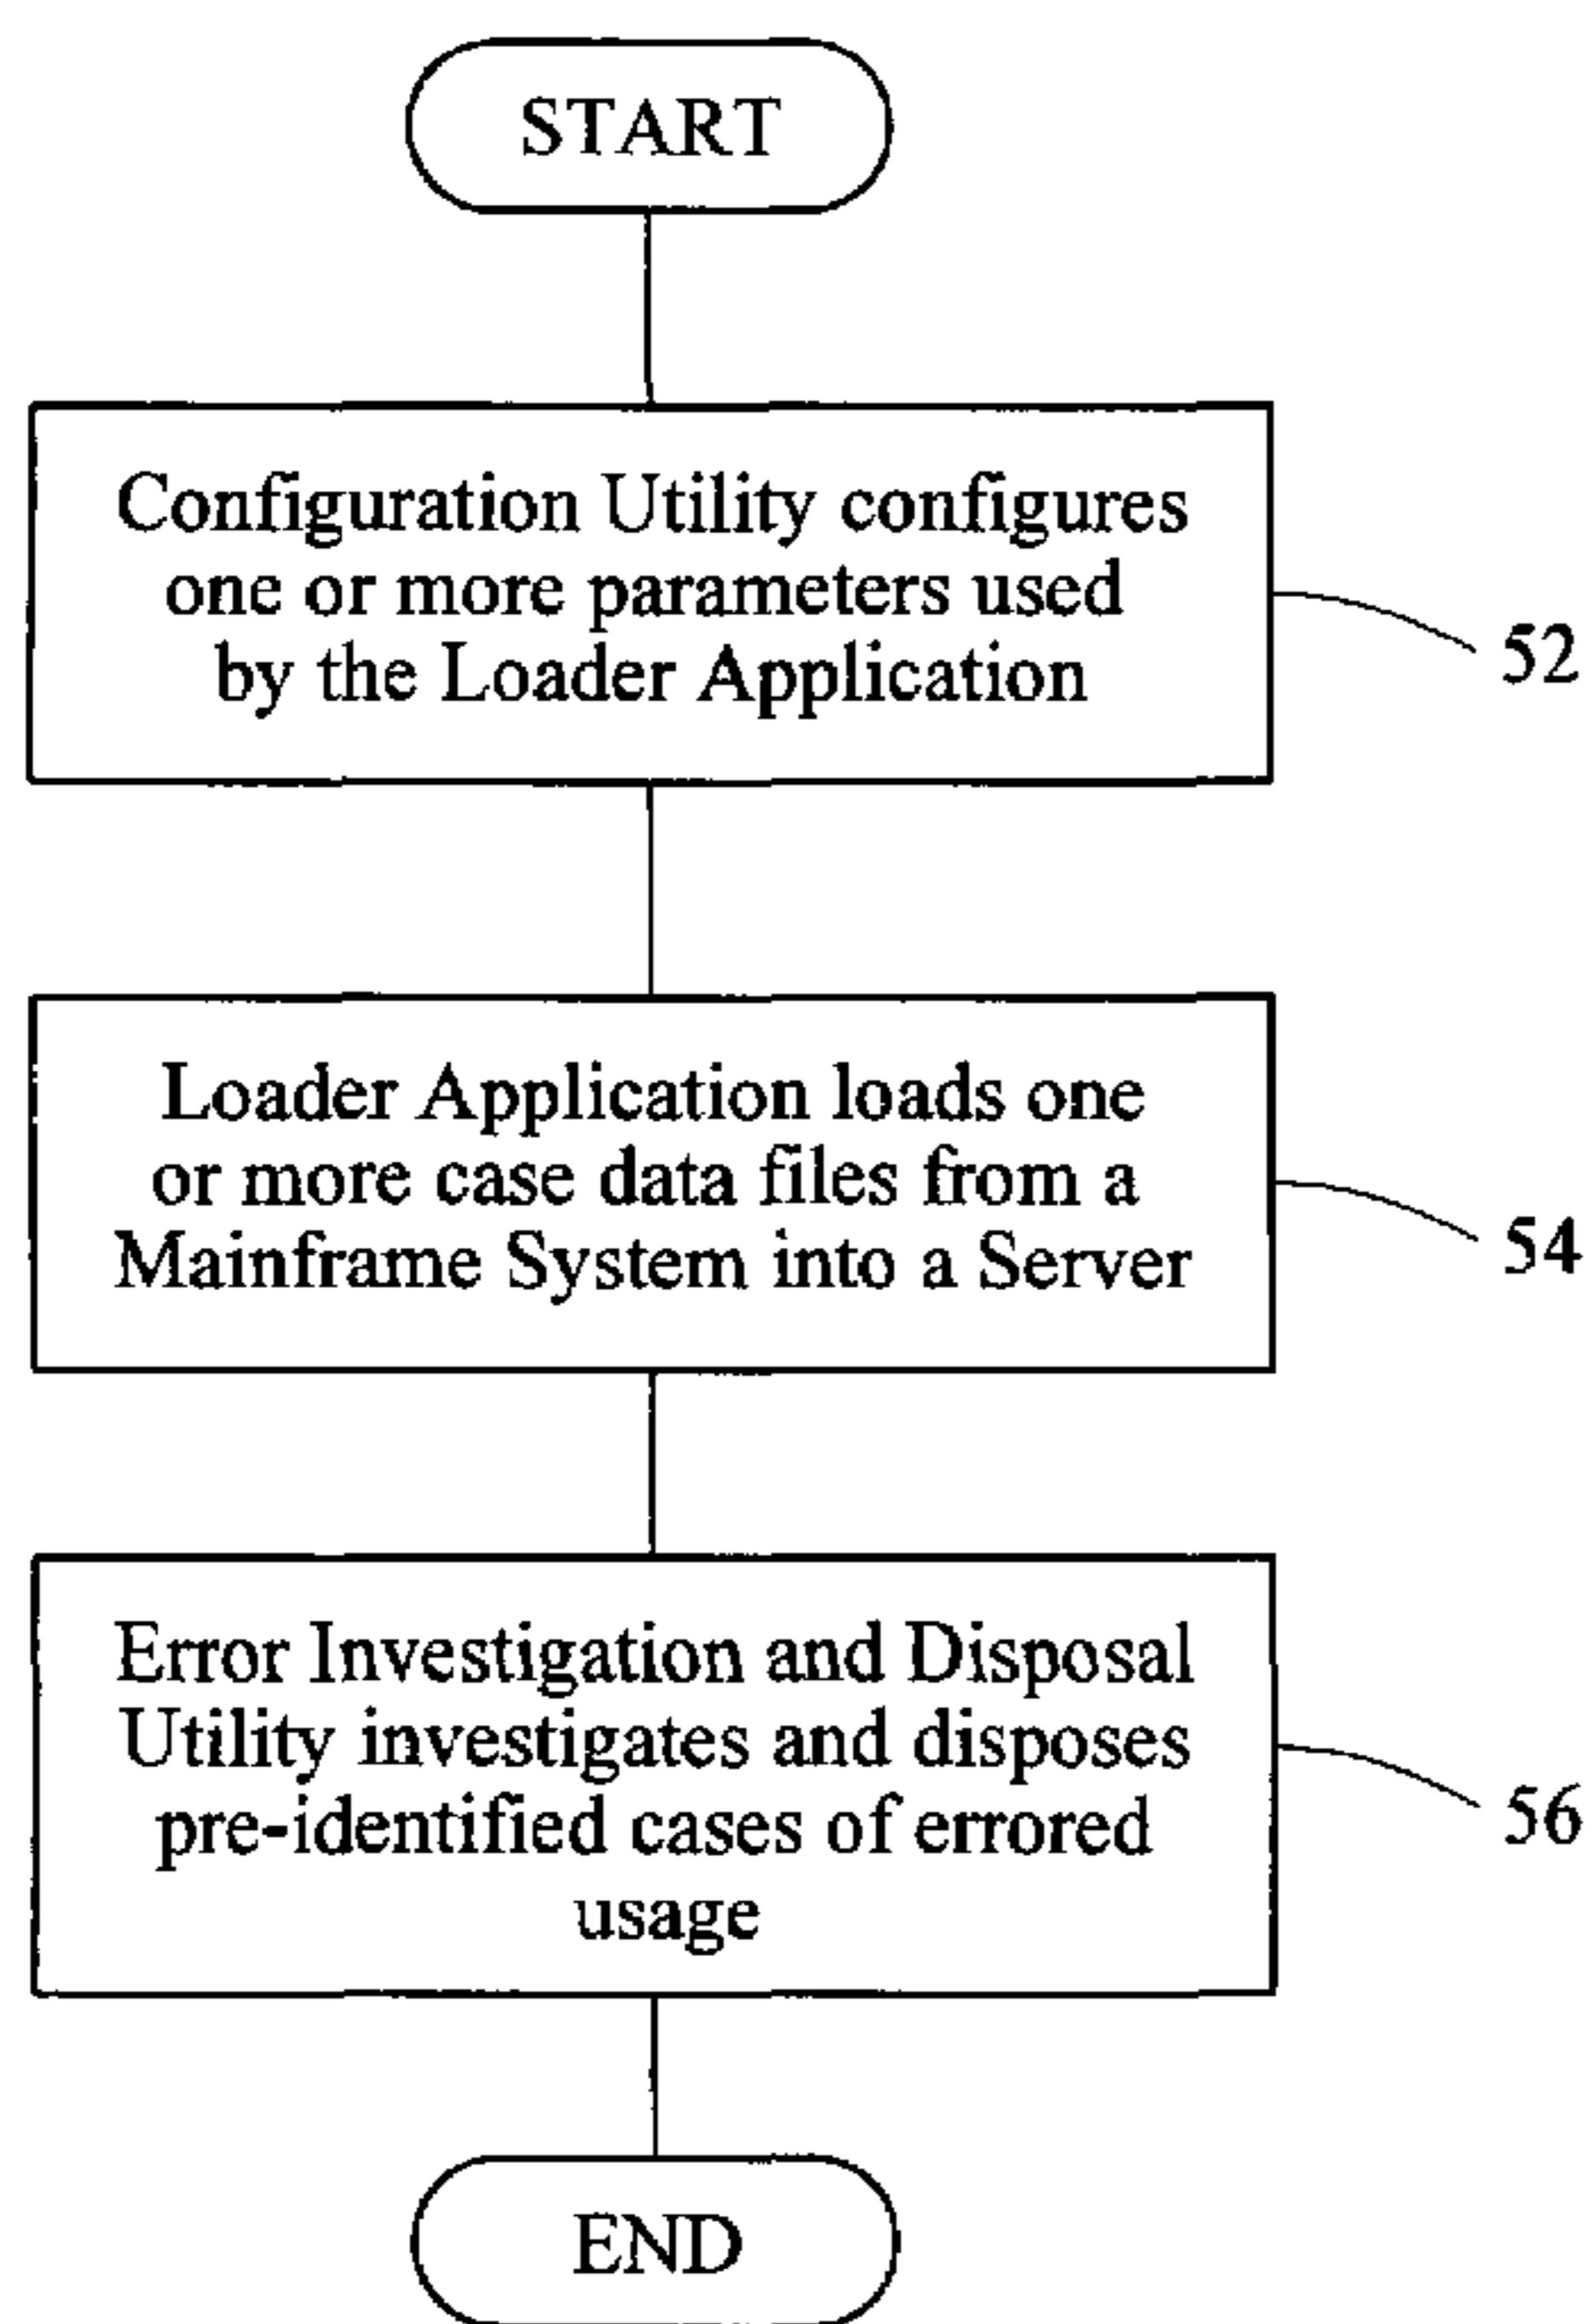 START
Configuration Utility configures
one or more parameters used
by the Loader Application
52
Loader Application loads one
or more case data files from a
Mainframe System into a Server
54
Error Investigation and Disposal
Utility investigates and disposes
pre-identified cases of errored
usage
56
END